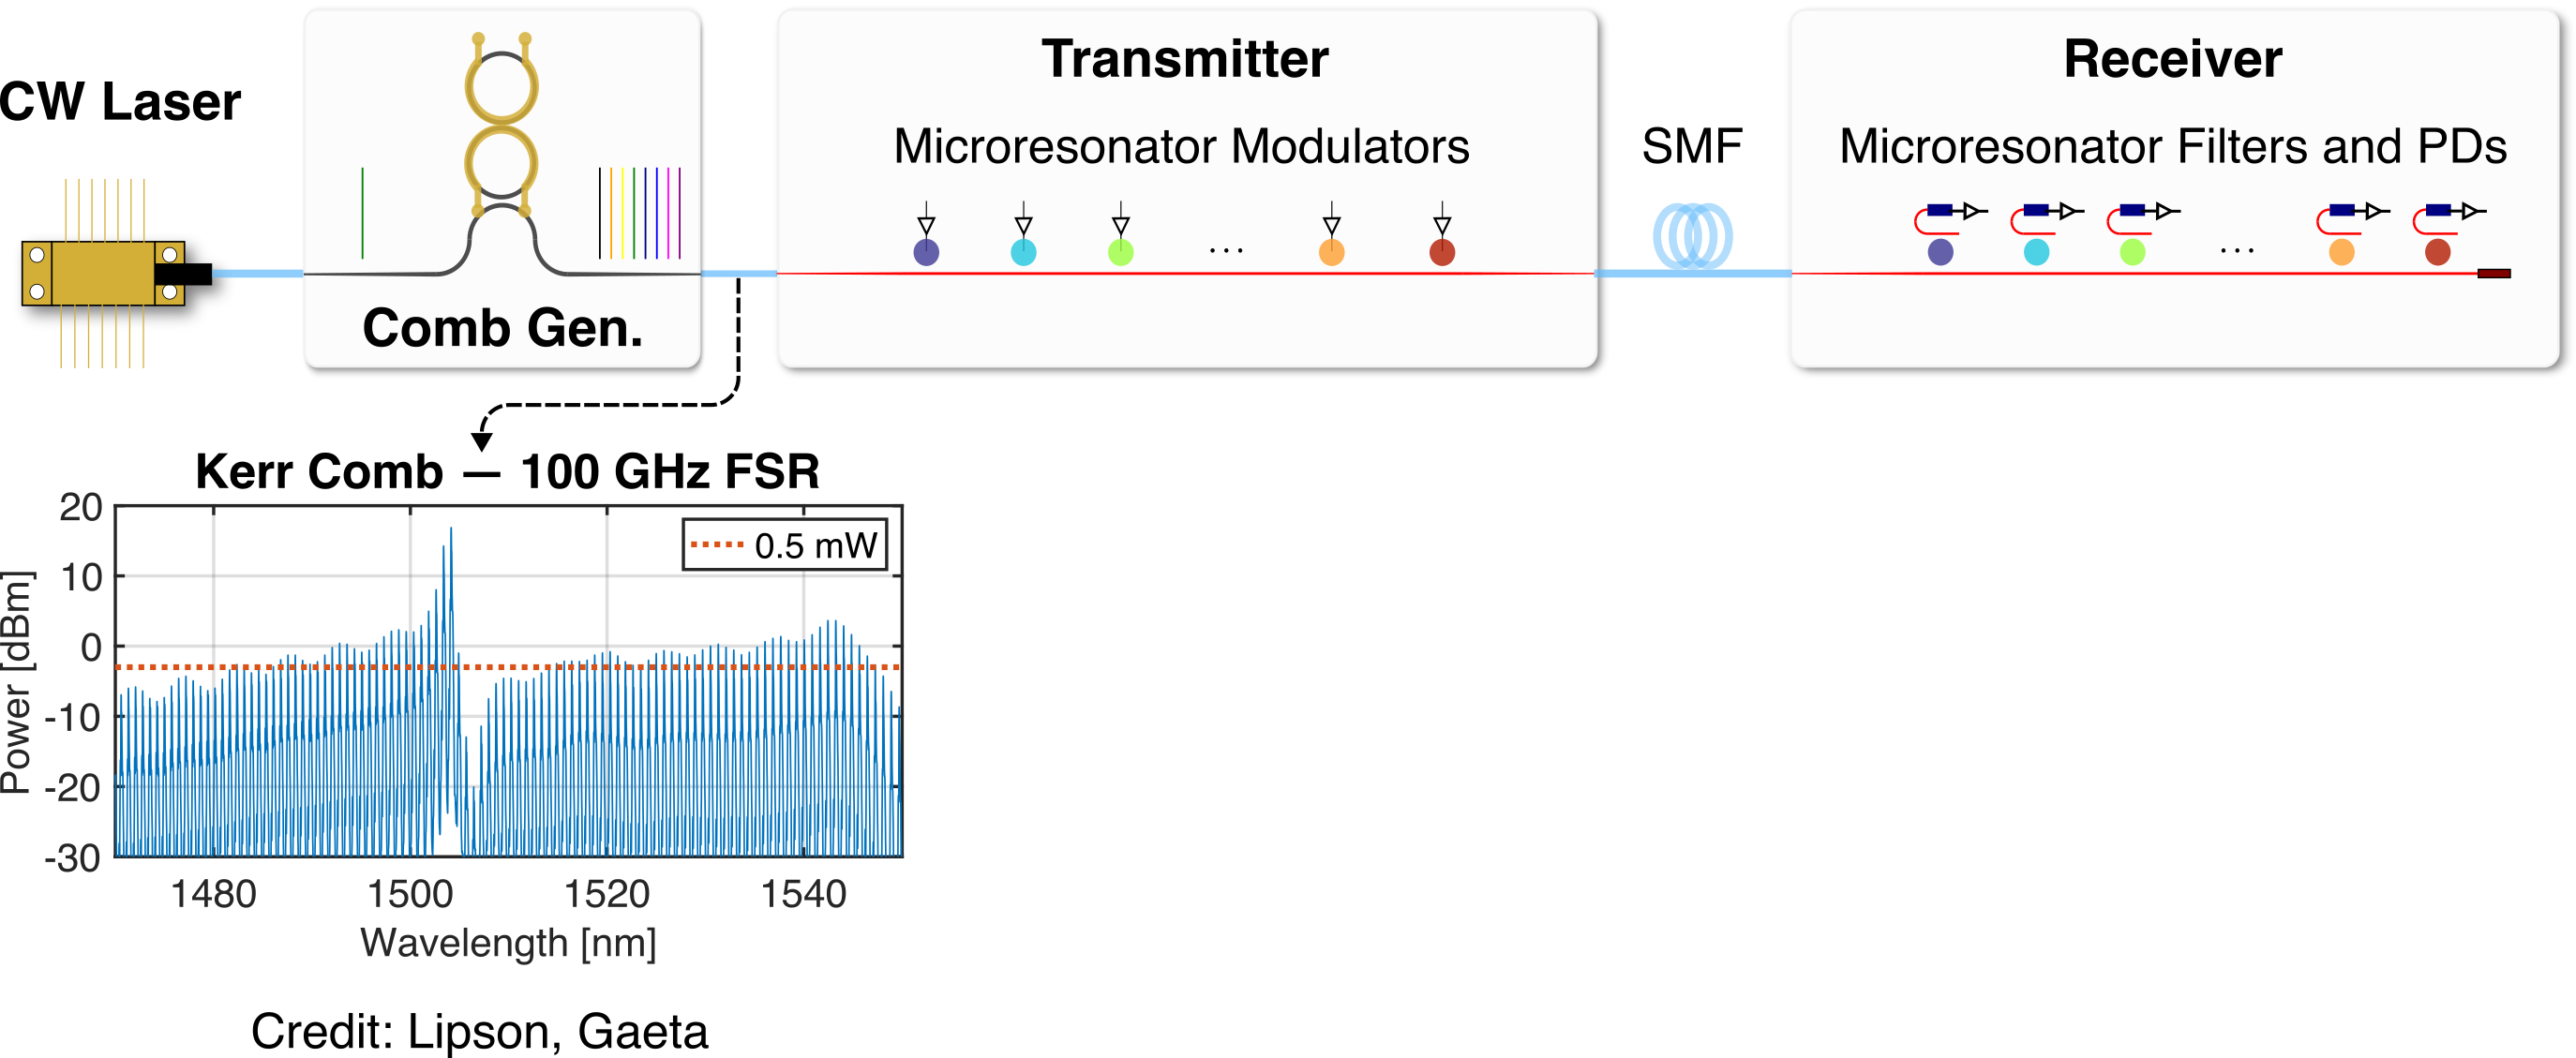 CW Laser
Comb Gen.
Transmitter
Microresonator Modulators
...
SMF
Receiver
Microresonator Filters and PDs
...
Kerr Comb — 100 GHz FSR
0.5 mW
Power [dBm]
20
10
0
-10
-20
-30
1480 1500 1520 1540
Wavelength [nm]
Credit: Lipson, Gaeta